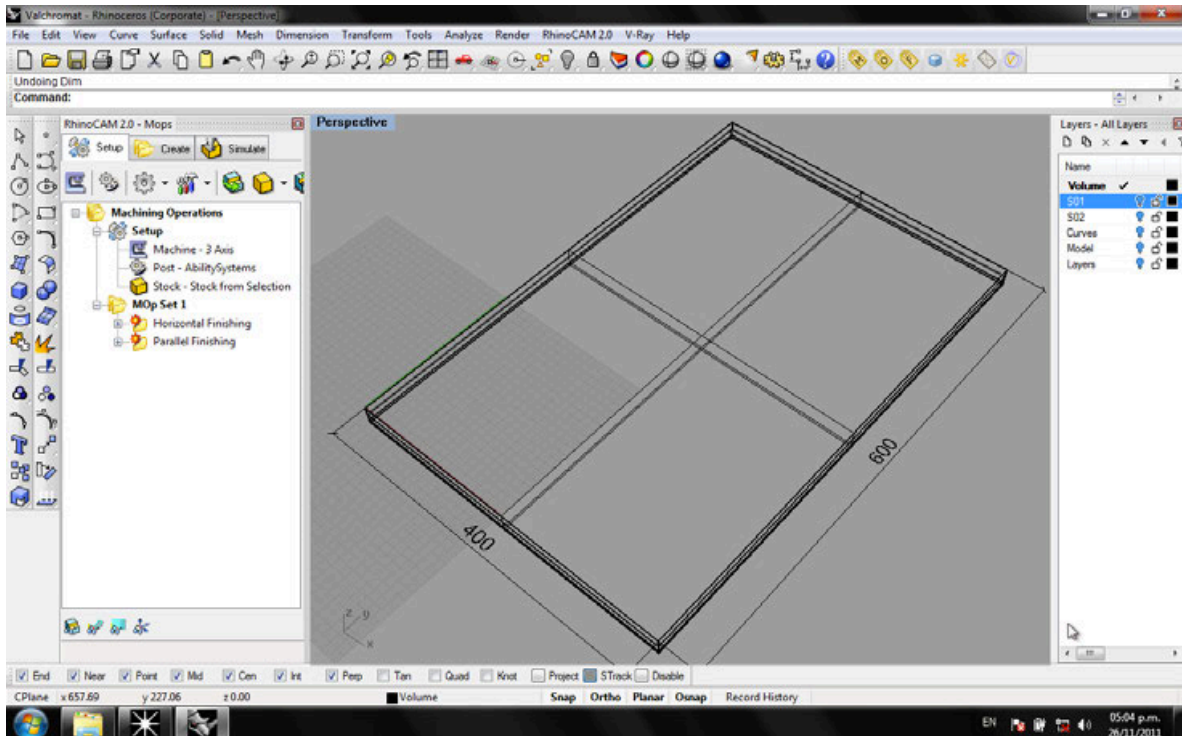 Valchromat - Rhinoceros (Corporate) - [Perspective]
File Edit View Curve Surface Solid Mesh Dimension Transform Tools Analyze Render RhinoCAM 2.0 V-Ray Help
Undoing Dim
Command:
RhinoCAM 2.0 - Mops
Setup Create Simulate
Machining Operations
Setup
Machine - 3 Axis
Post - AbilitySystems
Stock - Stock from Selection
MOp Set 1
Horizontal Finishing
Parallel Finishing
Perspective
600
400
z y
x
Layers - All Layers
Name
Volume
S01
S02
Curves
Model
Layers
End Near Point Mid Cen Int Perp Tan Quad Knot Project STrack Disable
CPlane x 657.69 y 227.06 z 0.00 Volume Snap Ortho Planar Osnap Record History
EN 05:04 p.m.
26/11/2011